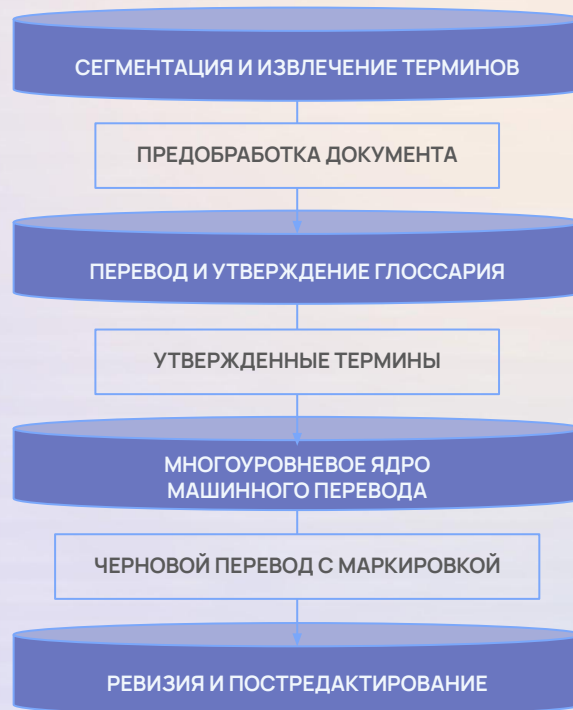 СЕГМЕНТАЦИЯ И ИЗВЛЕЧЕНИЕ ТЕРМИНОВ
ПРЕДОБРАБОТКА ДОКУМЕНТА
ПЕРЕВОД И УТВЕРЖДЕНИЕ ГЛОССАРИЯ
УТВЕРЖДЕННЫЕ ТЕРМИНЫ
МНОГОУРОВНЕВОЕ ЯДРО
МАШИННОГО ПЕРЕВОДА
ЧЕРНОВОЙ ПЕРЕВОД С МАРКИРОВКОЙ
РЕВИЗИЯ И ПОСТРЕДАКТИРОВАНИЕ